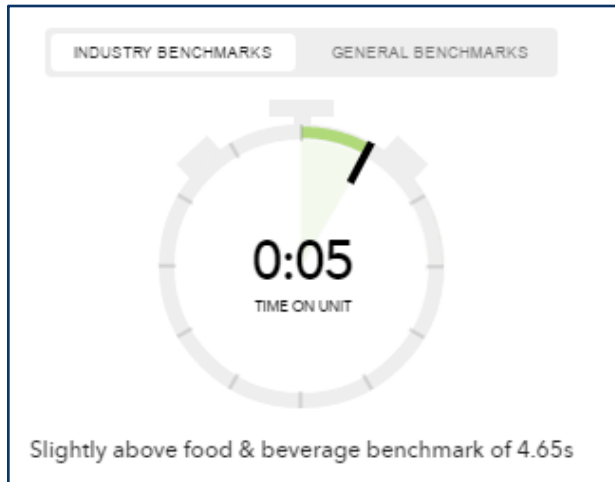 INDUSTRY BENCHMARKS GENERAL BENCHMARKS
0:05
TIME ON UNIT
Slightly above food & beverage benchmark of 4.65s